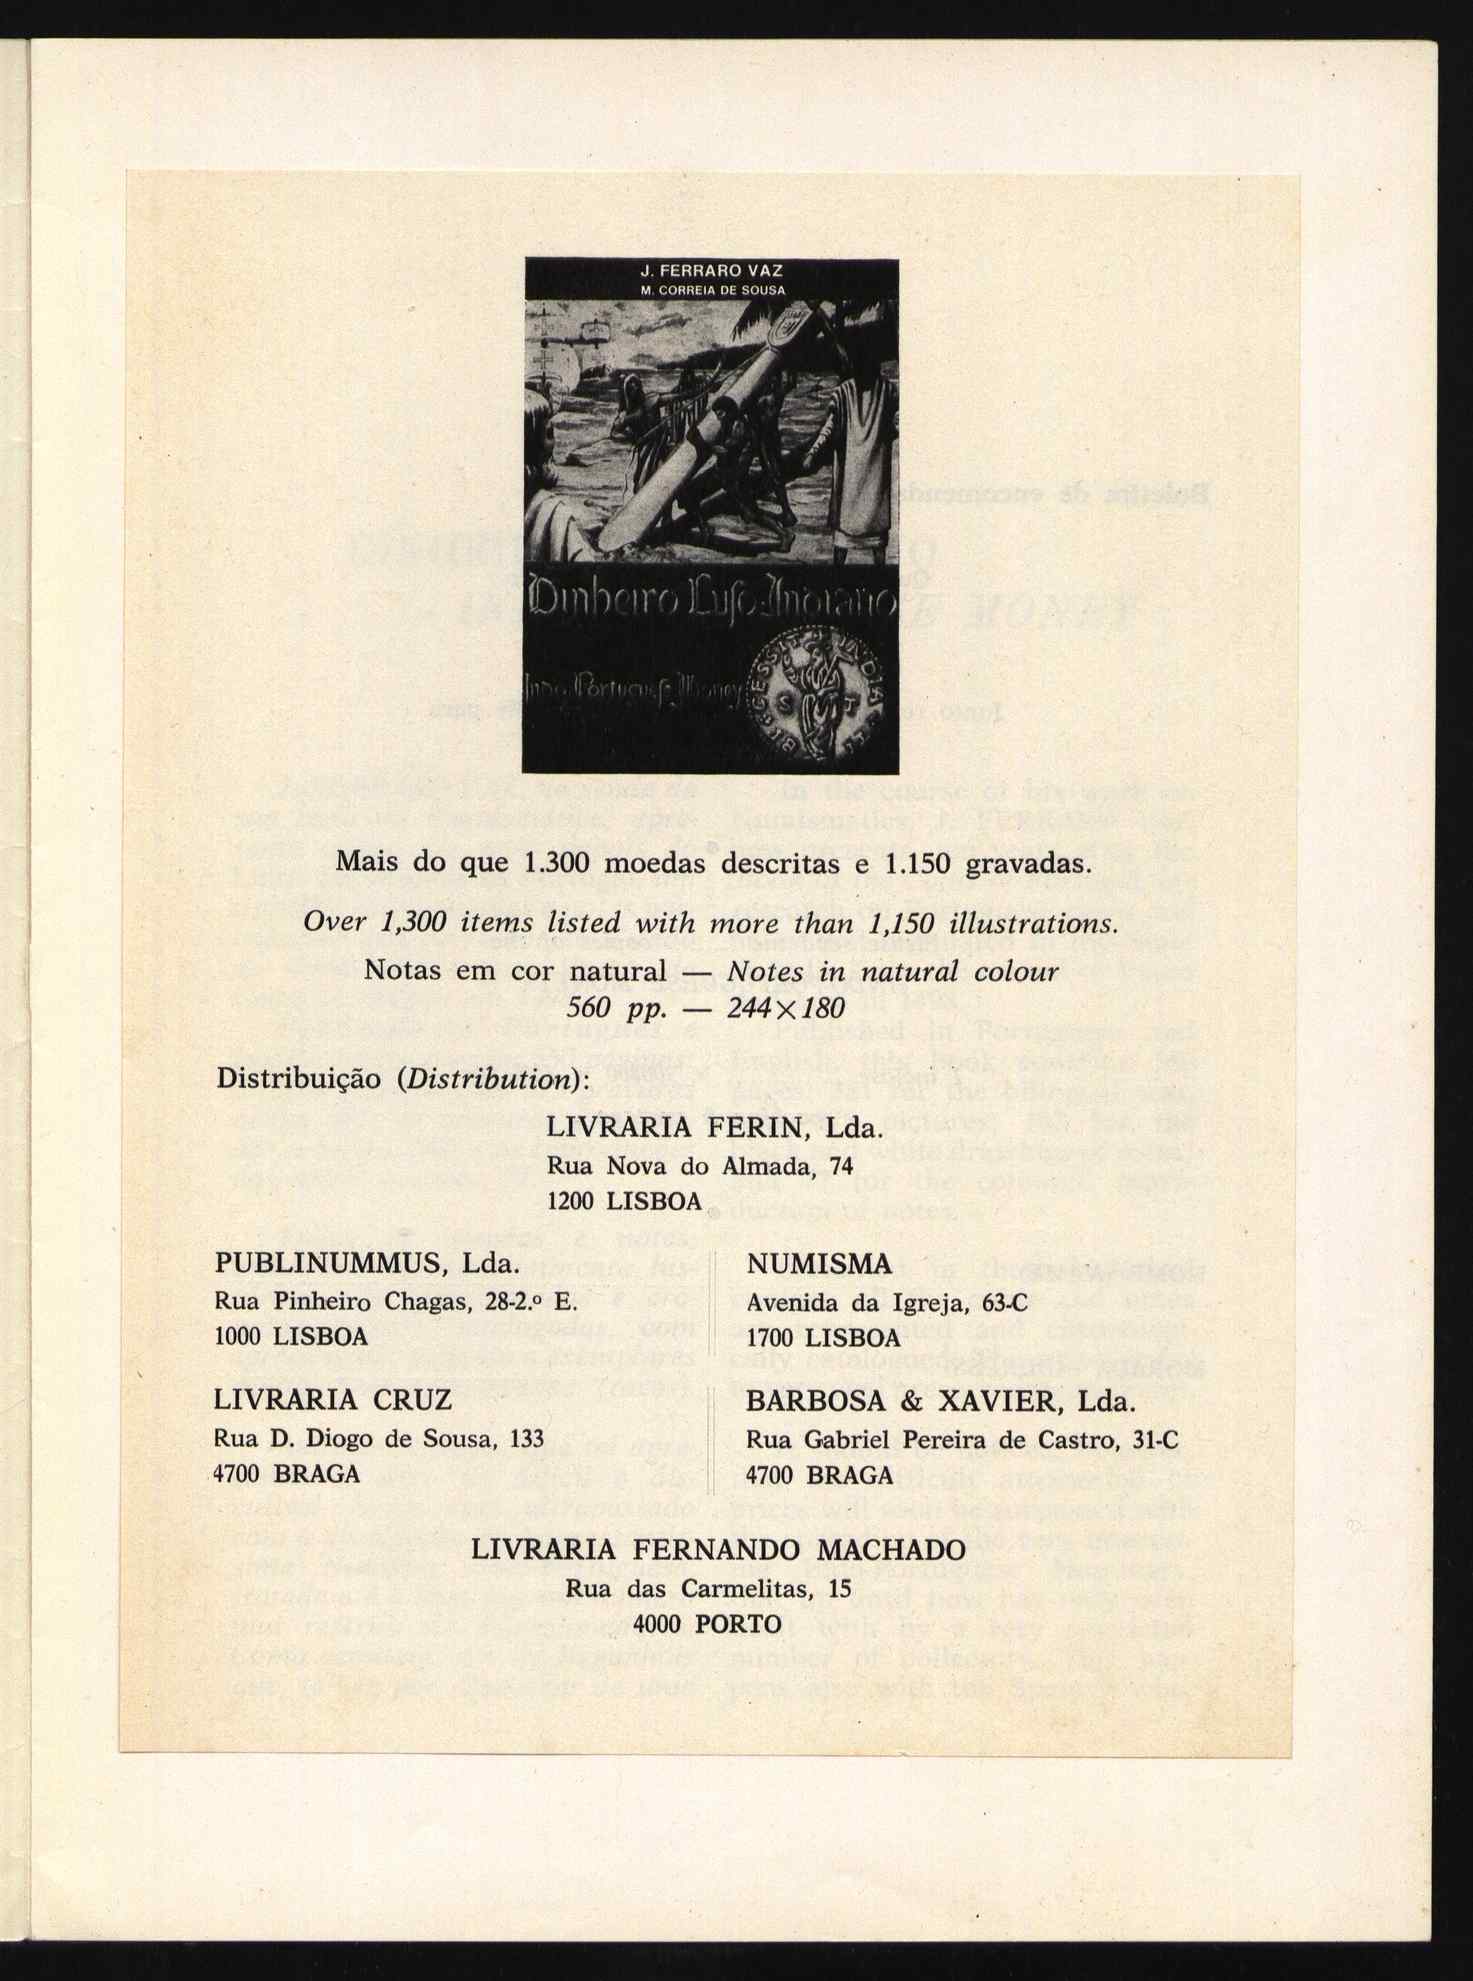 J. FERRARO VAZ
M. CORREIA DE SOUSA
Dinheiro Luso-Indiano
Indo Portuguese Money
S T
Mais do que 1.300 moedas descritas e 1.150 gravadas.
Over 1,300 items listed with more than 1,150 illustrations.
Notas em cor natural — Notes in natural colour
560 pp. — 244×180
Distribuição (Distribution):
LIVRARIA FERIN, Lda.
Rua Nova do Almada, 74
1200 LISBOA
PUBLINUMMUS, Lda.
Rua Pinheiro Chagas, 28-2.º E.
1000 LISBOA
NUMISMA
Avenida da Igreja, 63-C
1700 LISBOA
LIVRARIA CRUZ
Rua D. Diogo de Sousa, 133
4700 BRAGA
BARBOSA & XAVIER, Lda.
Rua Gabriel Pereira de Castro, 31-C
4700 BRAGA
LIVRARIA FERNANDO MACHADO
Rua das Carmelitas, 15
4000 PORTO